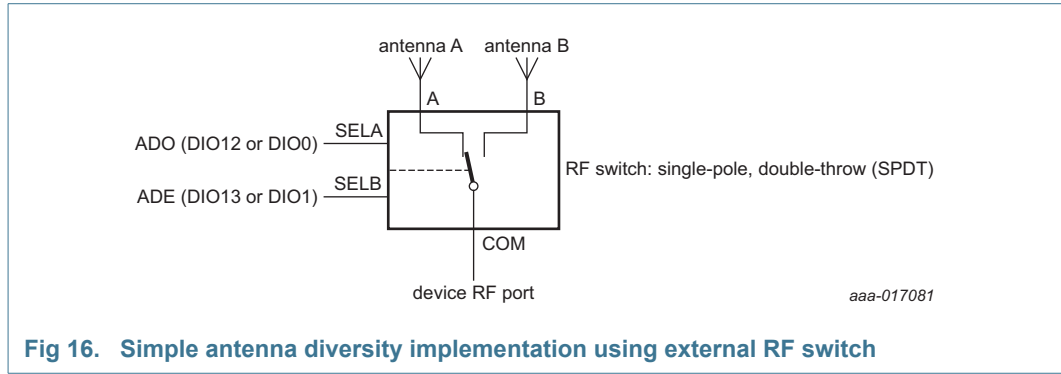 antenna A antenna B
A B
ADO (DIO12 or DIO0) SELA
RF switch: single-pole, double-throw (SPDT)
ADE (DIO13 or DIO1) SELB
COM
device RF port
aaa-017081
Fig 16. Simple antenna diversity implementation using external RF switch